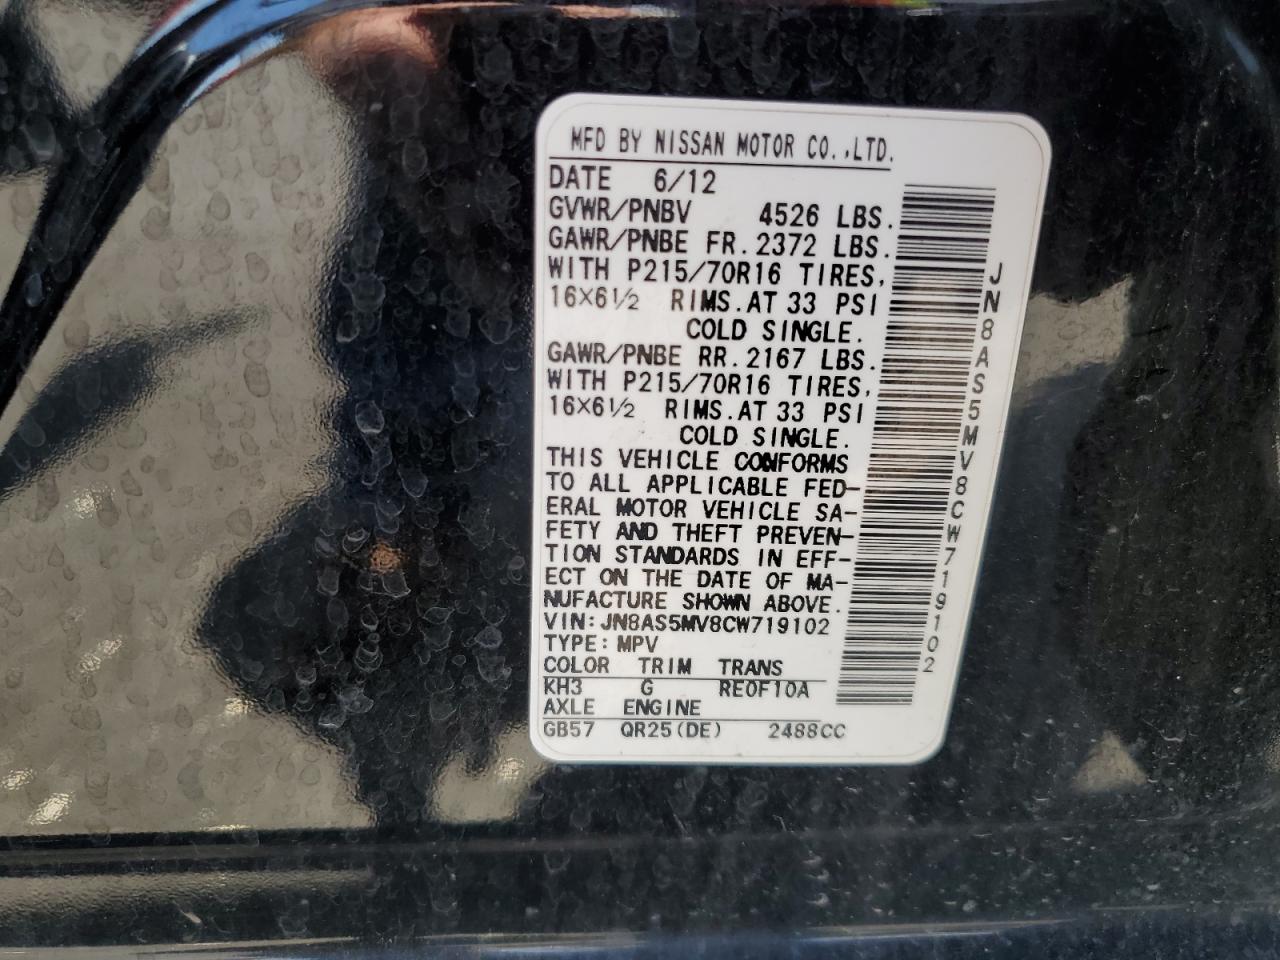 MFD BY NISSAN MOTOR CO.,LTD.
DATE 6/12
GVWR/PNBV 4526 LBS.
GAWR/PNBE FR.2372 LBS.
WITH P215/70R16 TIRES,
16×6½ RIMS.AT 33 PSI
COLD SINGLE.
GAWR/PNBE RR.2167 LBS.
WITH P215/70R16 TIRES,
16×6½ RIMS.AT 33 PSI
COLD SINGLE.
THIS VEHICLE CONFORMS
TO ALL APPLICABLE FED-
ERAL MOTOR VEHICLE SA-
FETY AND THEFT PREVEN-
TION STANDARDS IN EFF-
ECT ON THE DATE OF MA-
NUFACTURE SHOWN ABOVE.
VIN:JN8AS5MV8CW719102
TYPE:MPV
COLOR TRIM TRANS
KH3 G RE0F10A
AXLE ENGINE
GB57 QR25(DE) 2488CC
JN8AS5MV8CW719102